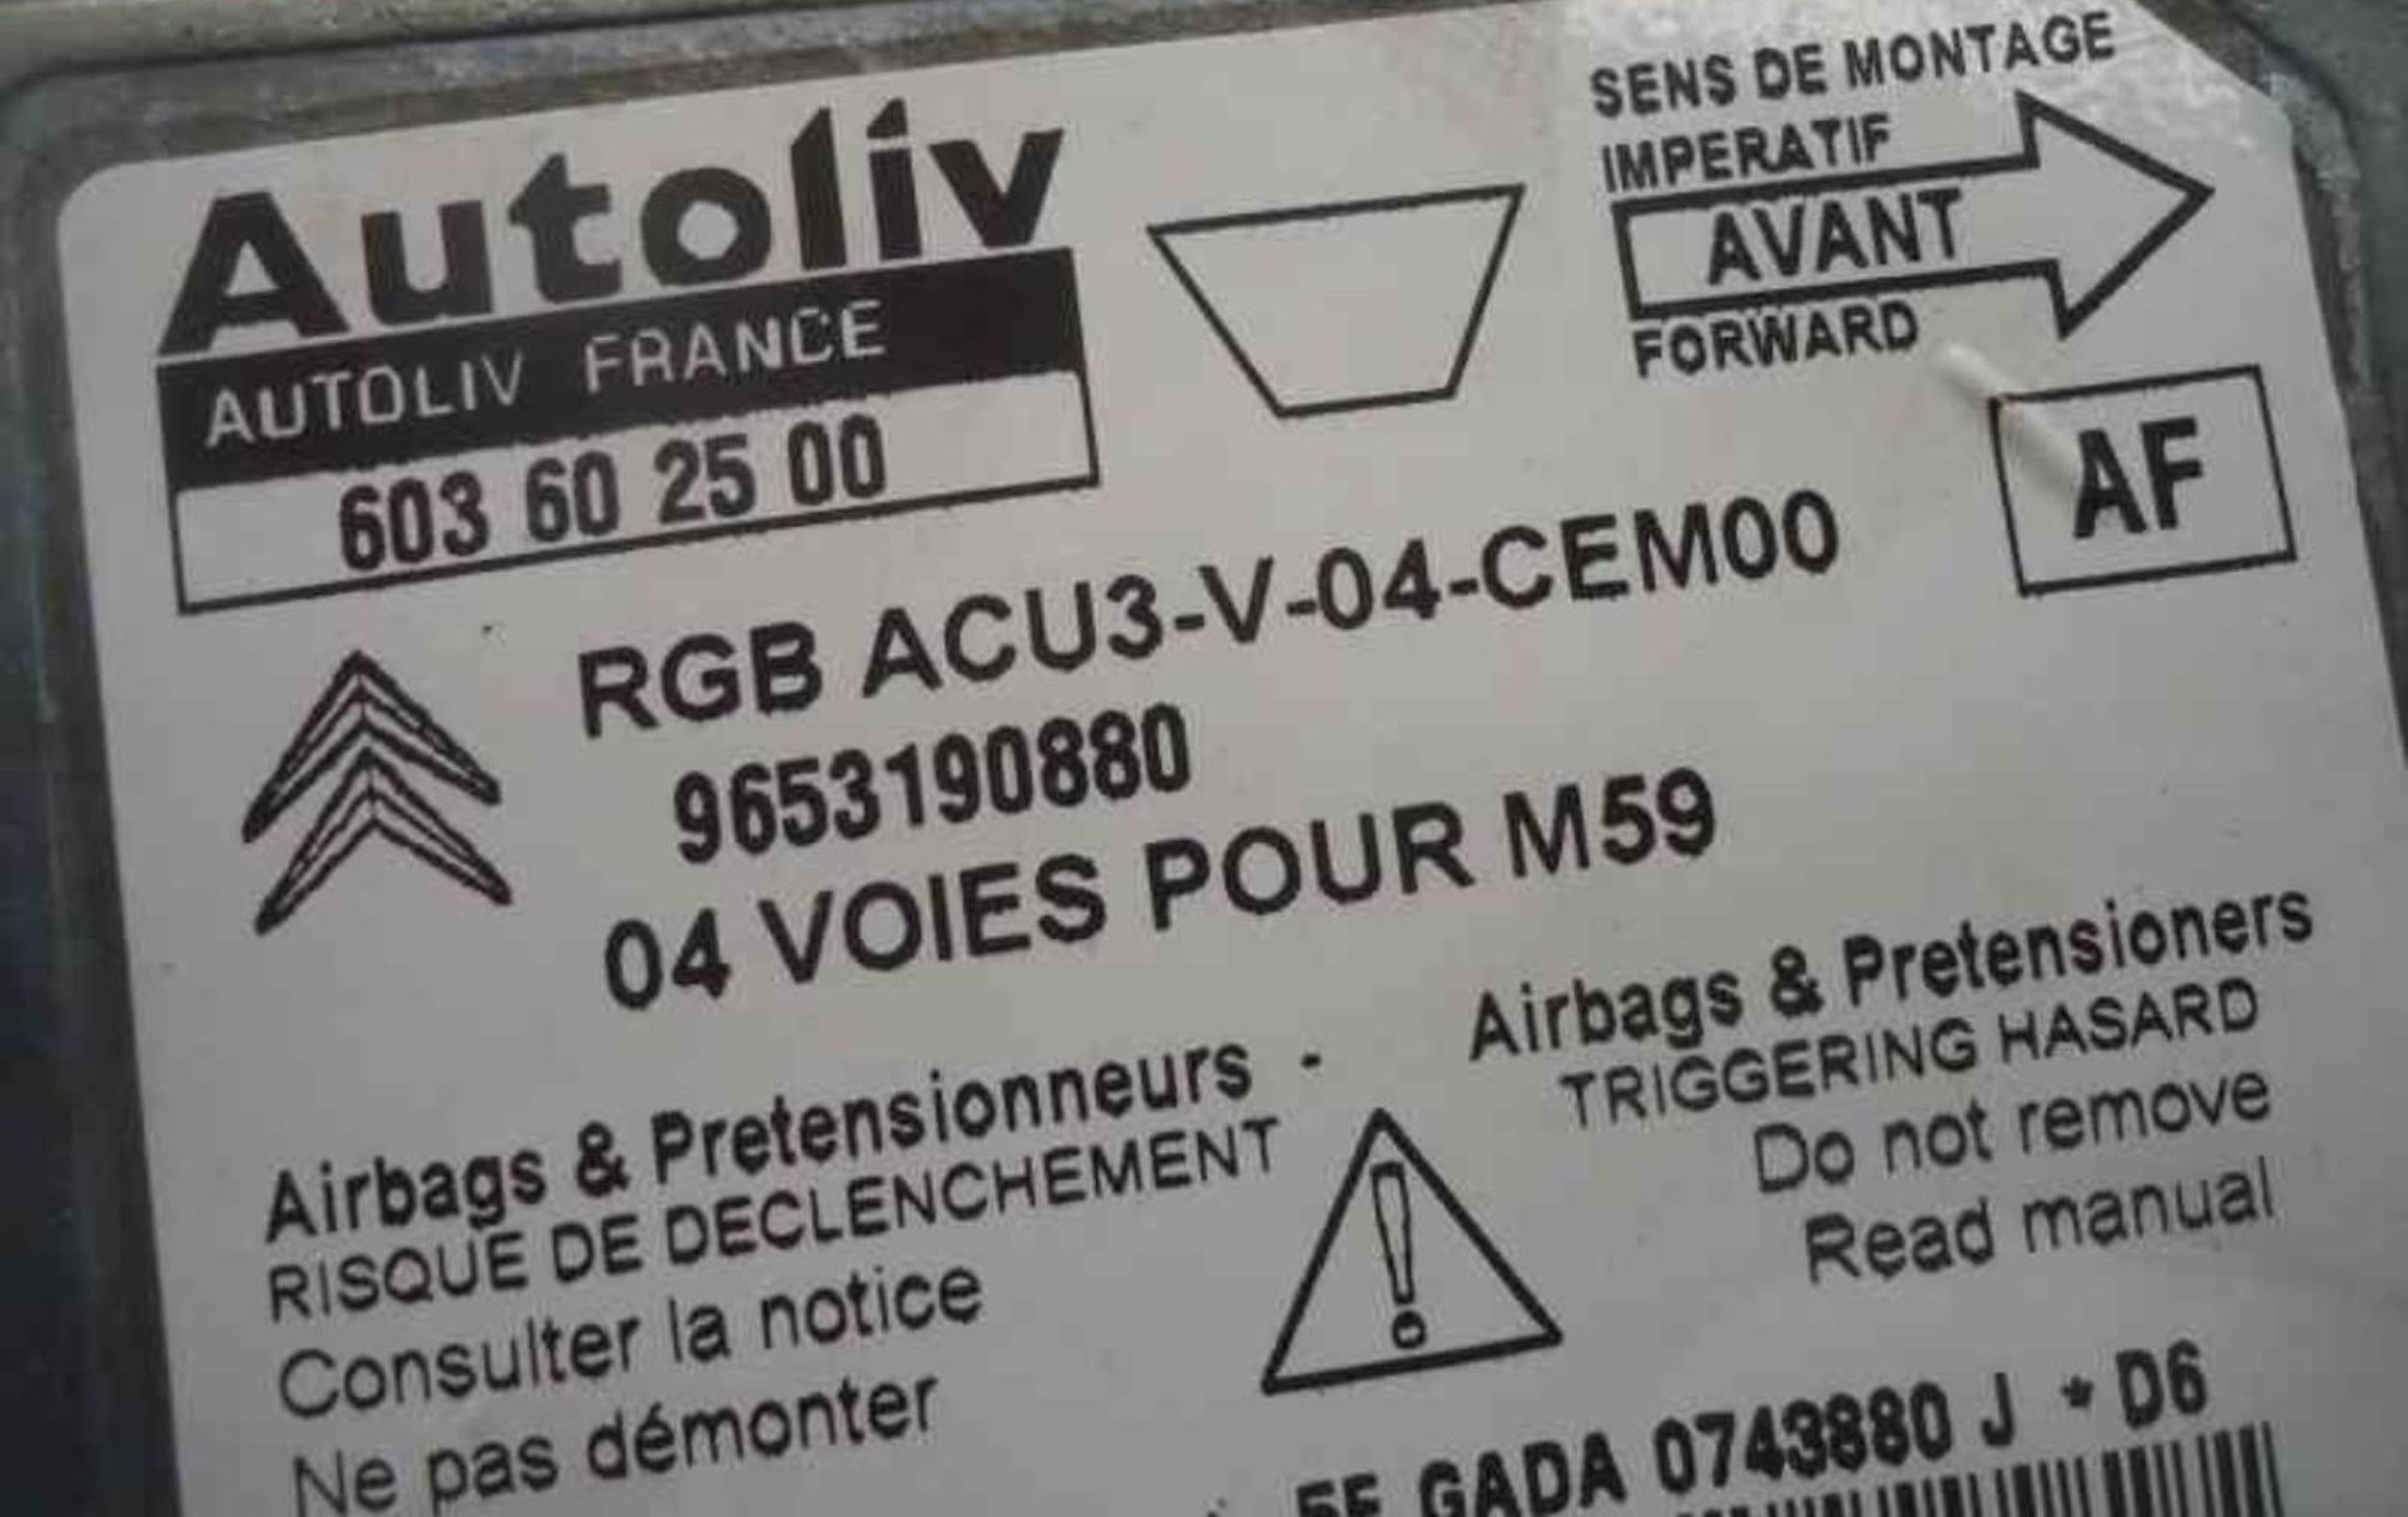 Autoliv
AUTOLIV FRANCE
603 60 25 00
SENS DE MONTAGE
IMPERATIF
AVANT
FORWARD
AF
RGB ACU3-V-04-CEM00
9653190880
04 VOIES POUR M59
Airbags & Pretensionneurs -
RISQUE DE DECLENCHEMENT
Consulter la notice
Ne pas démonter
Airbags & Pretensioners
TRIGGERING HASARD
Do not remove
Read manual
GADA 0743880 J * D6